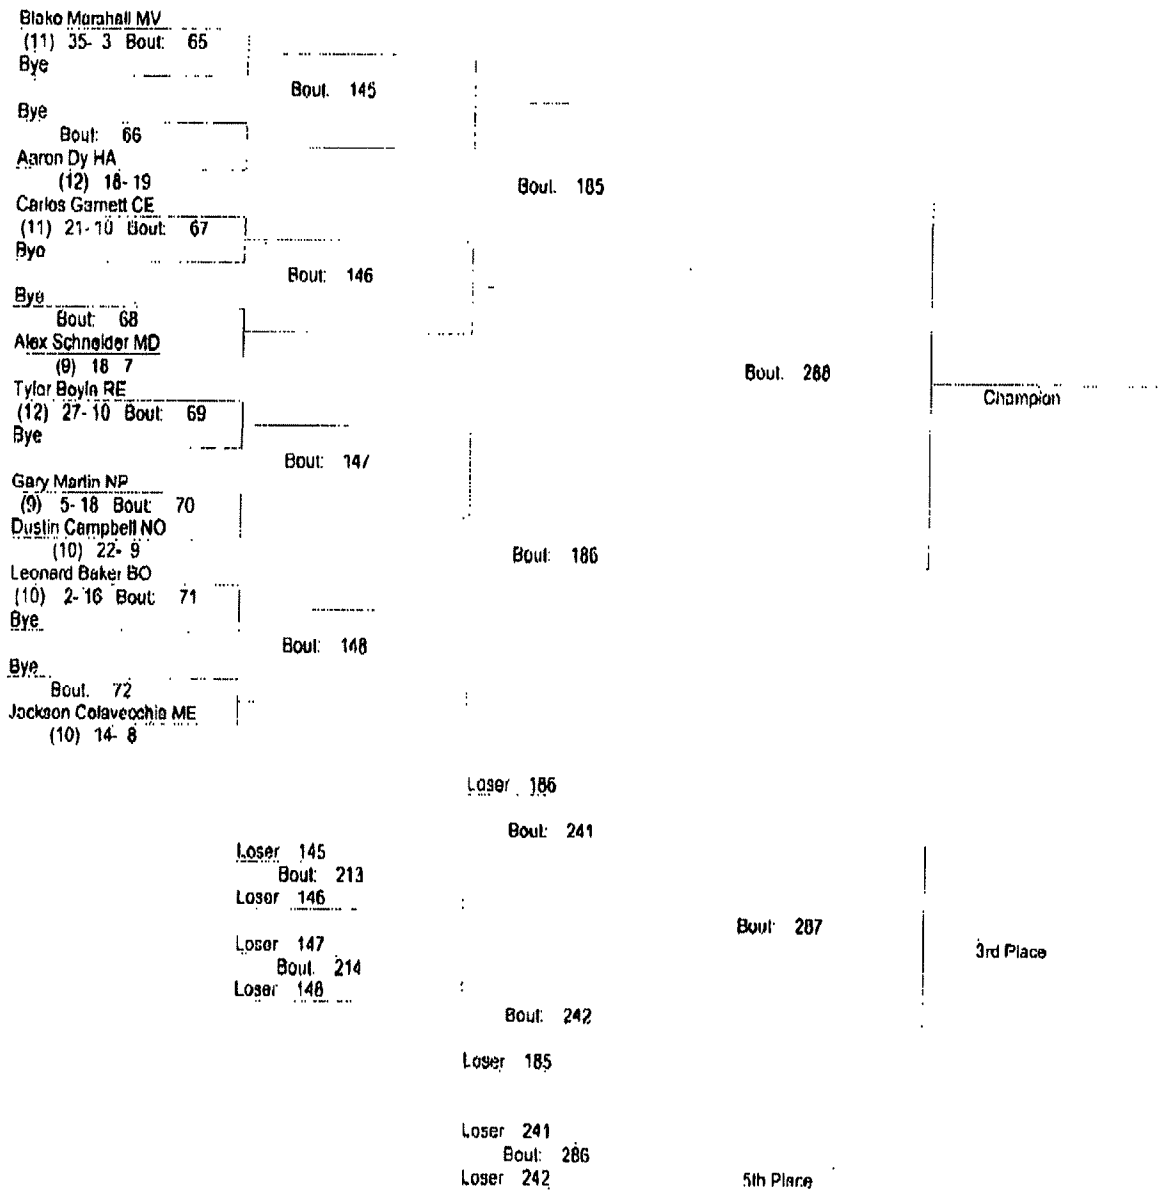 Blake Marshall MV
(11) 35- 3 Bout: 65
Bye
Bout. 145
Bye
Bout: 66
Aaron Dy HA
(12) 18- 19
Bout. 185
Carlos Garnett CE
(11) 21- 10 Bout: 67
Bye
Bout: 146
Bye
Bout: 68
Alex Schneider MD
(9) 18 7
Bout. 288
Champion
Tylor Boyle RE
(12) 27- 10 Bout: 69
Bye
Bout: 147
Gary Martin NP
(9) 5- 18 Bout: 70
Dustin Campbell NO
(10) 22- 9
Bout: 186
Leonard Baker BO
(10) 2- 16 Bout: 71
Bye
Bout: 148
Bye
Bout. 72
Jackson Colavecchia ME
(10) 14- 8
Loser 186
Bout: 241
Loser 145
Bout: 213
Loser 146
Bout: 287
3rd Place
Loser 147
Bout. 214
Loser 148
Bout: 242
Loser 185
Loser 241
Bout: 286
Loser 242
5th Place